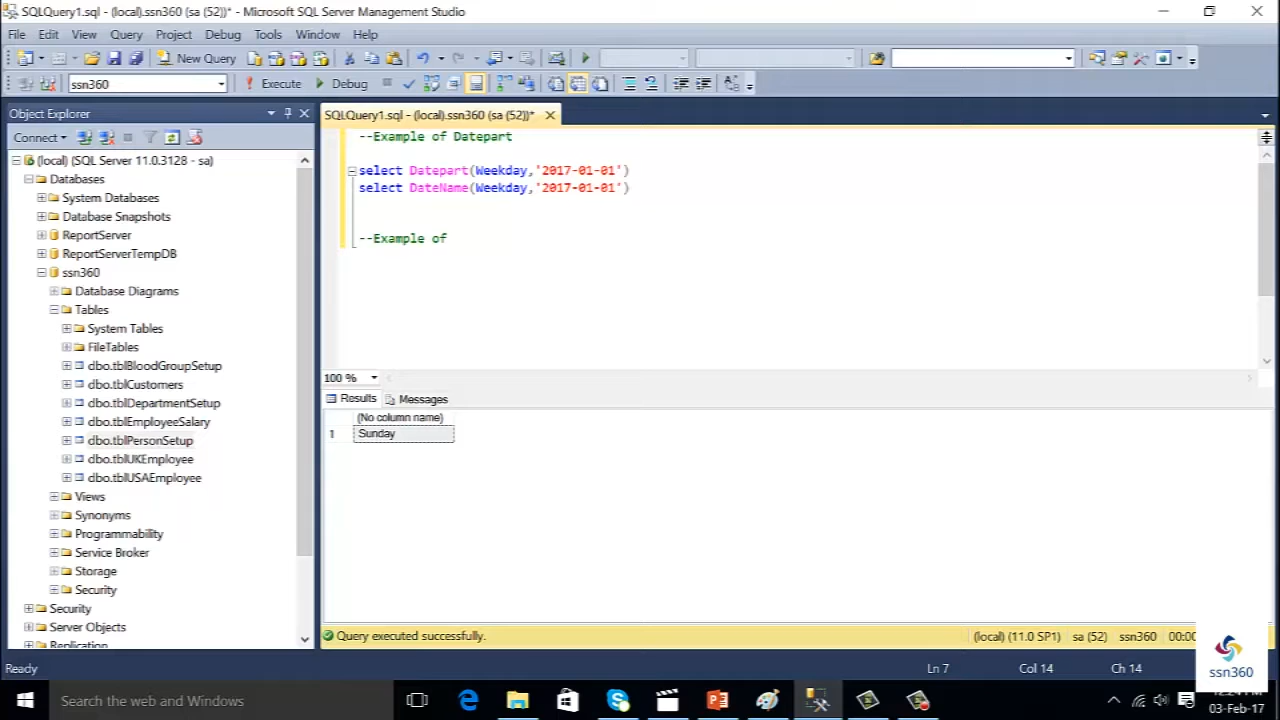 SQLQuery1.sql - (local).ssn360 (sa (52))* - Microsoft SQL Server Management Studio
File Edit View Query Project Debug Tools Window Help
New Query
ssn360 Execute Debug
Object Explorer
SQLQuery1.sql - (local).ssn360 (sa (52))*
Connect
(local) (SQL Server 11.0.3128 - sa)
Databases
System Databases
Database Snapshots
ReportServer
ReportServerTempDB
ssn360
Database Diagrams
Tables
System Tables
FileTables
dbo.tblBloodGroupSetup
dbo.tblCustomers
dbo.tblDepartmentSetup
dbo.tblEmployeeSalary
dbo.tblPersonSetup
dbo.tblUKEmployee
dbo.tblUSAEmployee
Views
Synonyms
Programmability
Service Broker
Storage
Security
Security
Server Objects
Replication
--Example of Datepart
select Datepart(Weekday,'2017-01-01')
select DateName(Weekday,'2017-01-01')
--Example of
100 %
Results Messages
(No column name)
1 Sunday
Query executed successfully. (local) (11.0 SP1) sa (52) ssn360 00:00
Ready Ln 7 Col 14 Ch 14
ssn360
Search the web and Windows
03-Feb-17